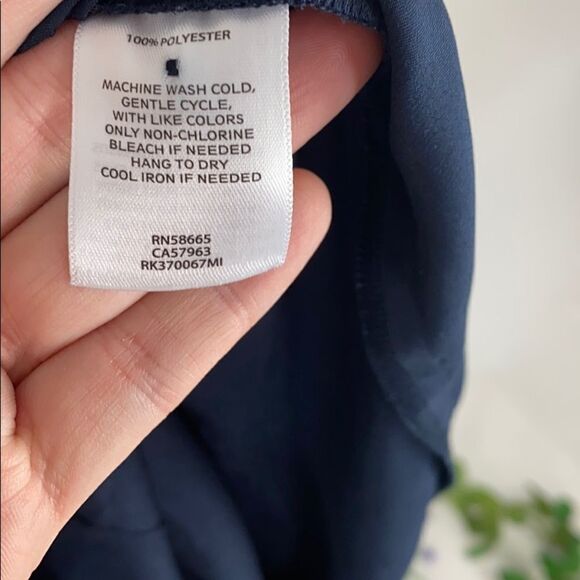 100% POLYESTER
MACHINE WASH COLD,
GENTLE CYCLE,
WITH LIKE COLORS
ONLY NON-CHLORINE
BLEACH IF NEEDED
HANG TO DRY
COOL IRON IF NEEDED
RN58665
CA57963
RK370067MI